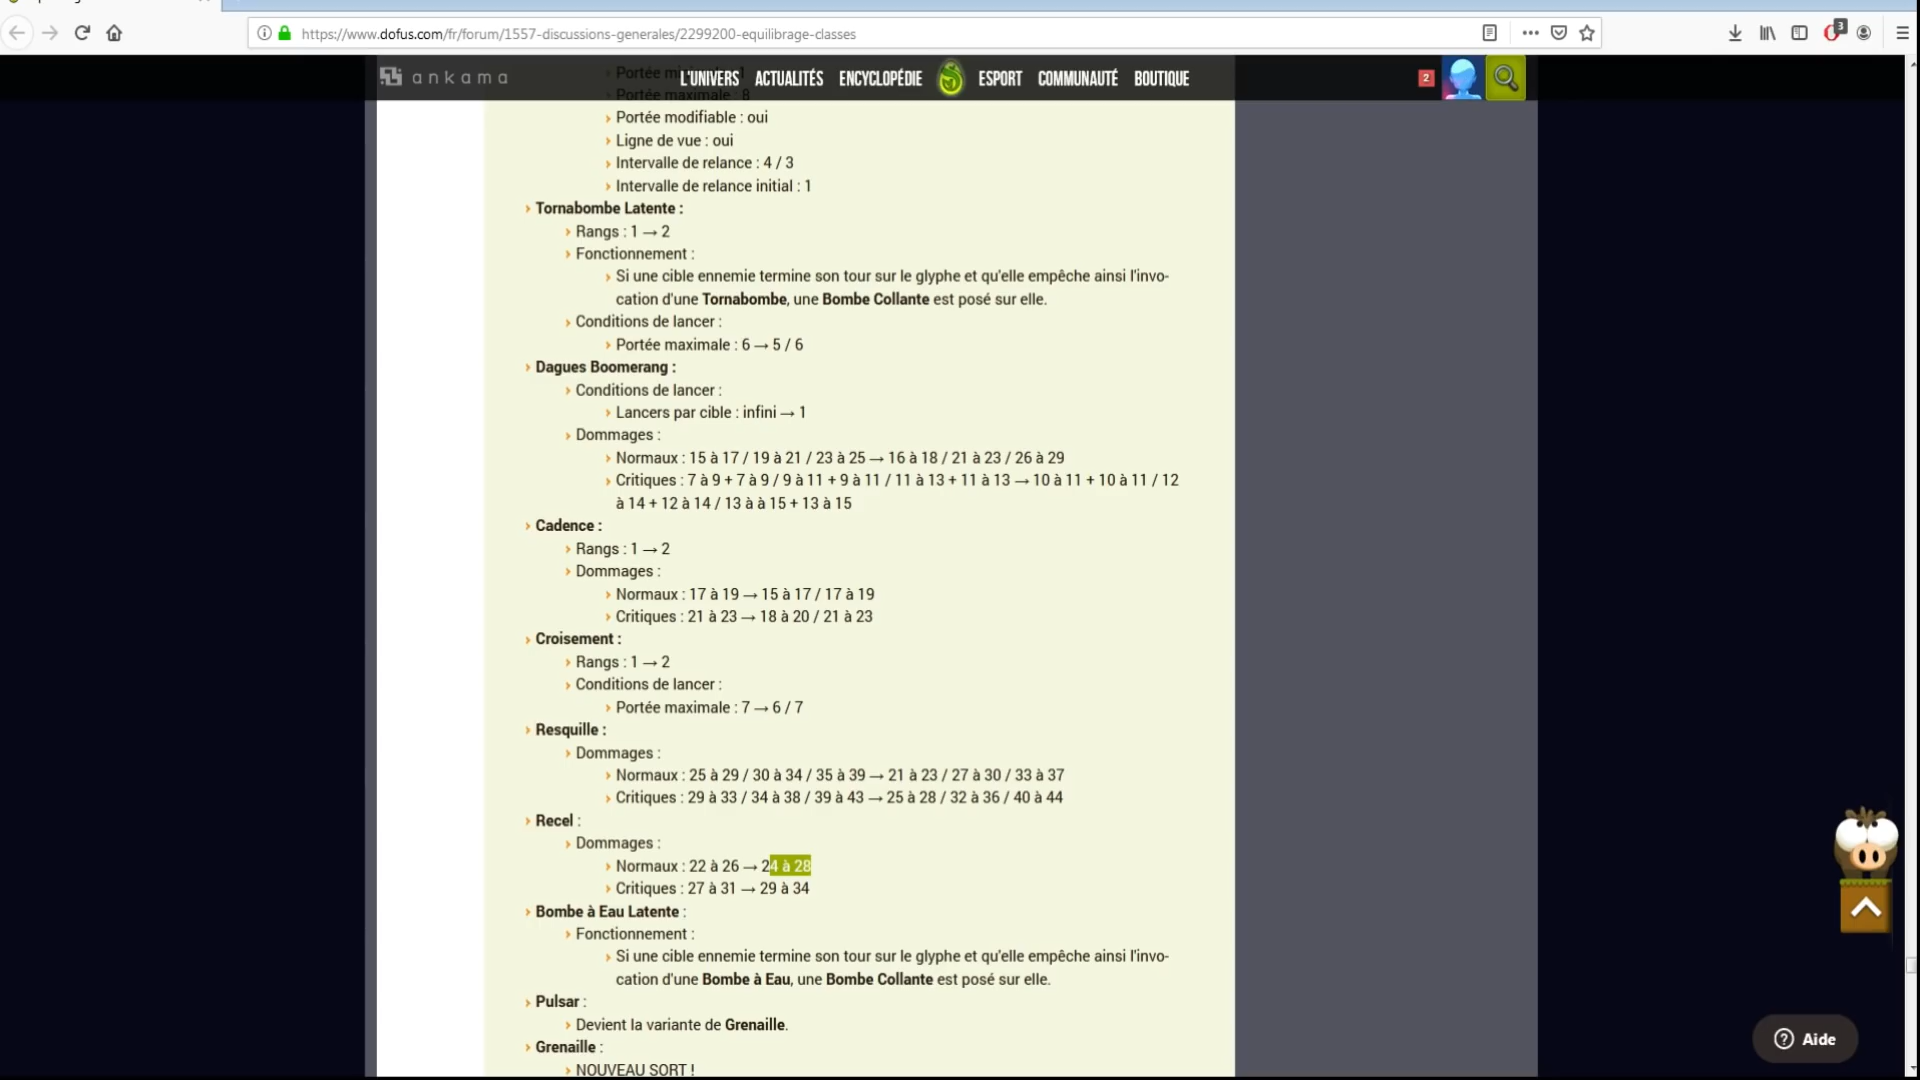 https://www.dofus.com/fr/forum/1557-discussions-generales/2299200-equilibrage-classes
3
ankama
L'UNIVERS ACTUALITÉS ENCYCLOPÉDIE ESPORT COMMUNAUTÉ BOUTIQUE
2
Portée maximale : 8
Portée modifiable : oui
Ligne de vue : oui
Intervalle de relance : 4 / 3
Intervalle de relance initial : 1
Tornabombe Latente :
Rangs : 1 → 2
Fonctionnement :
Si une cible ennemie termine son tour sur le glyphe et qu'elle empêche ainsi l'invo-
cation d'une Tornabombe, une Bombe Collante est posé sur elle.
Conditions de lancer :
Portée maximale : 6 → 5 / 6
Dagues Boomerang :
Conditions de lancer :
Lancers par cible : infini → 1
Dommages :
Normaux : 15 à 17 / 19 à 21 / 23 à 25 → 16 à 18 / 21 à 23 / 26 à 29
Critiques : 7 à 9 + 7 à 9 / 9 à 11 + 9 à 11 / 11 à 13 + 11 à 13 → 10 à 11 + 10 à 11 / 12
à 14 + 12 à 14 / 13 à à 15 + 13 à 15
Cadence :
Rangs : 1 → 2
Dommages :
Normaux : 17 à 19 → 15 à 17 / 17 à 19
Critiques : 21 à 23 → 18 à 20 / 21 à 23
Croisement :
Rangs : 1 → 2
Conditions de lancer :
Portée maximale : 7 → 6 / 7
Resquille :
Dommages :
Normaux : 25 à 29 / 30 à 34 / 35 à 39 → 21 à 23 / 27 à 30 / 33 à 37
Critiques : 29 à 33 / 34 à 38 / 39 à 43 → 25 à 28 / 32 à 36 / 40 à 44
Recel :
Dommages :
Normaux : 22 à 26 → 24 à 28
Critiques : 27 à 31 → 29 à 34
Bombe à Eau Latente :
Fonctionnement :
Si une cible ennemie termine son tour sur le glyphe et qu'elle empêche ainsi l'invo-
cation d'une Bombe à Eau, une Bombe Collante est posé sur elle.
Pulsar :
Devient la variante de Grenaille.
Grenaille :
NOUVEAU SORT !
Aide